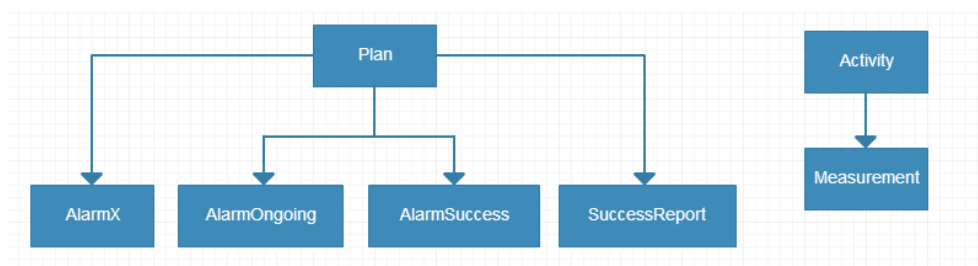 Plan
Activity
Measurement
AlarmX
AlarmOngoing
AlarmSuccess
SuccessReport